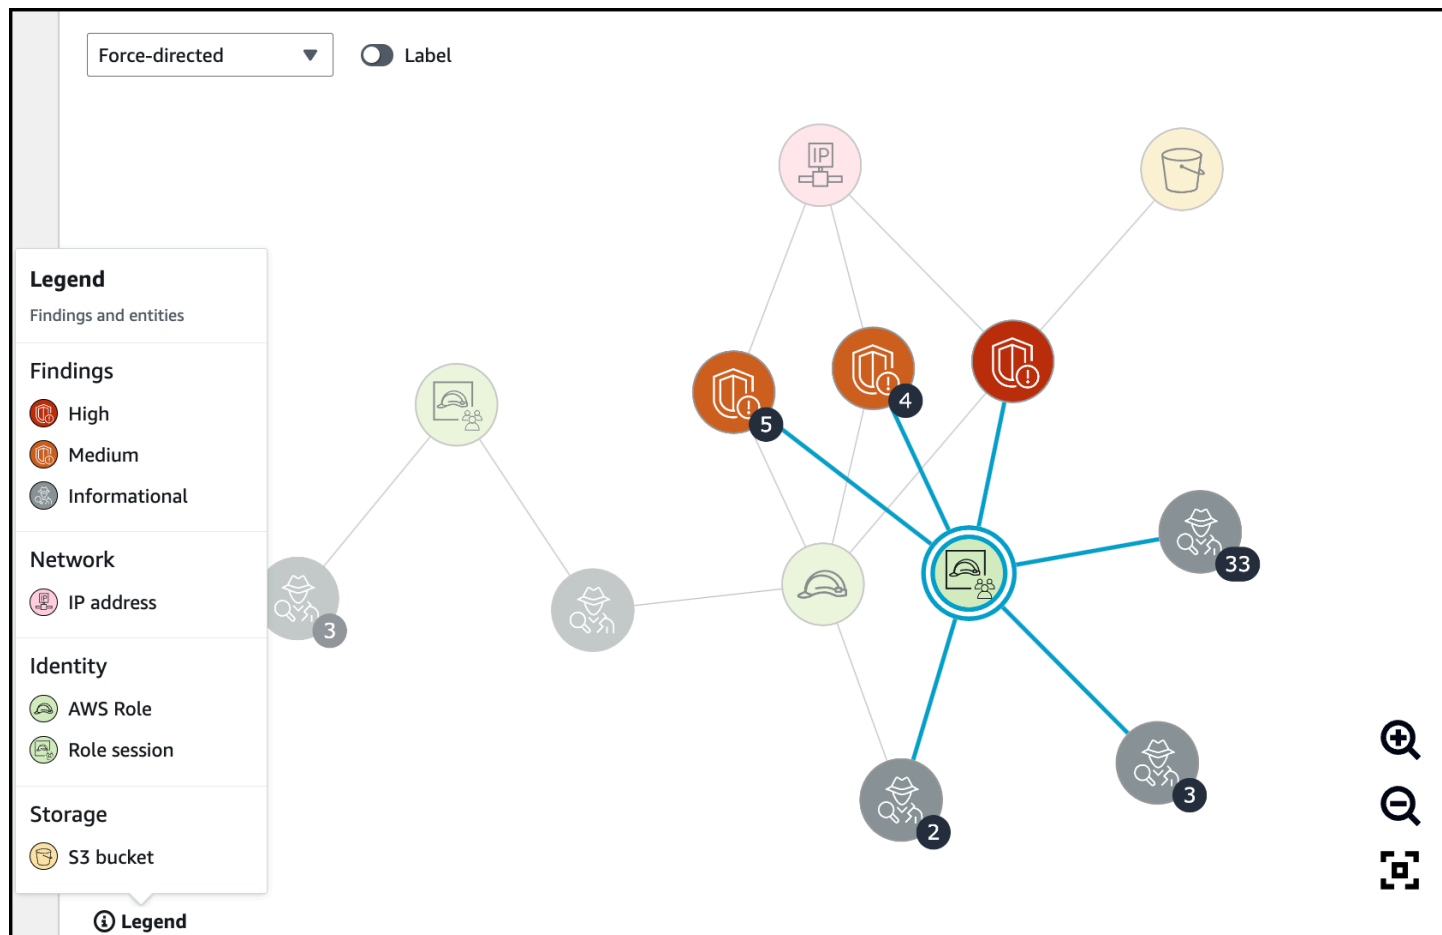 Force-directed
Label
IP
Legend
Findings and entities
Findings
High
Medium
Informational
Network
IP address
Identity
AWS Role
Role session
Storage
S3 bucket
Legend
5
4
33
3
3
2